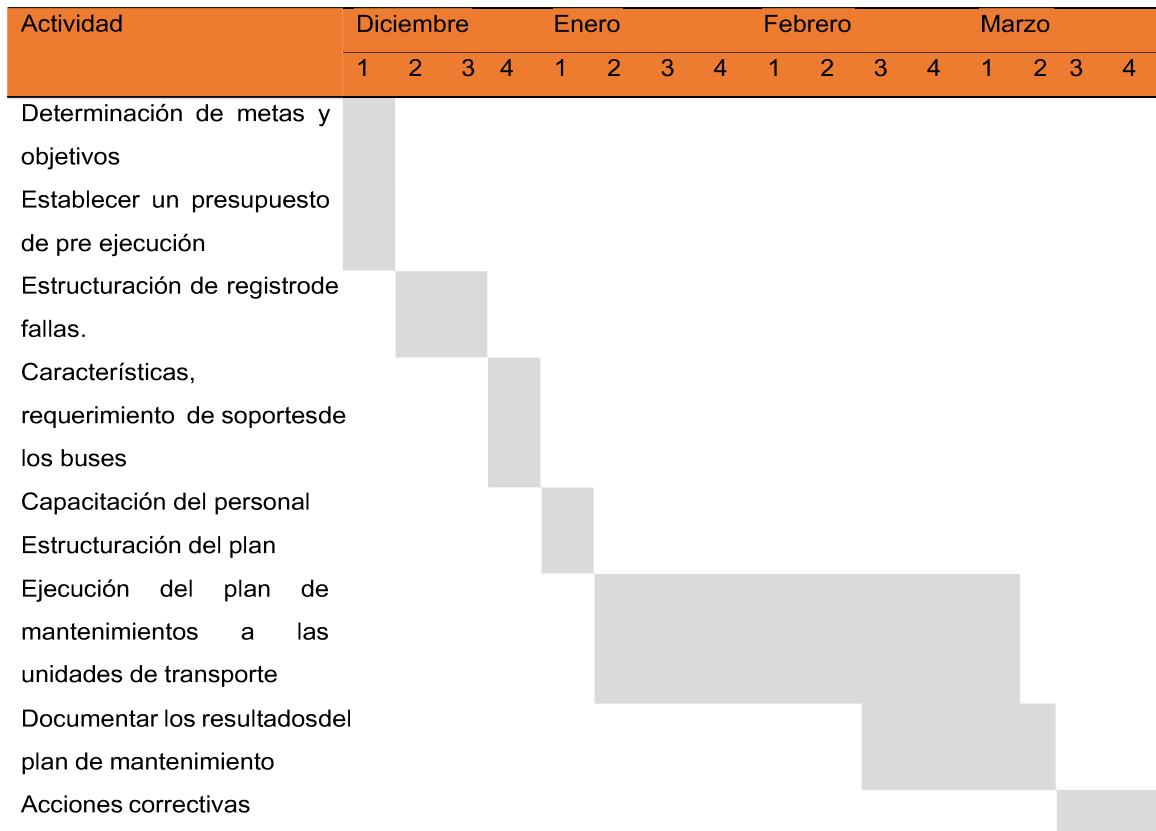 Actividad Diciembre Enero Febrero Marzo
1 2 3 4 1 2 3 4 1 2 3 4 1 2 3 4
Determinación de metas y
objetivos
Establecer un presupuesto
de pre ejecución
Estructuración de registrode
fallas.
Características,
requerimiento de soportesde
los buses
Capacitación del personal
Estructuración del plan
Ejecución del plan de
mantenimientos a las
unidades de transporte
Documentar los resultadosdel
plan de mantenimiento
Acciones correctivas